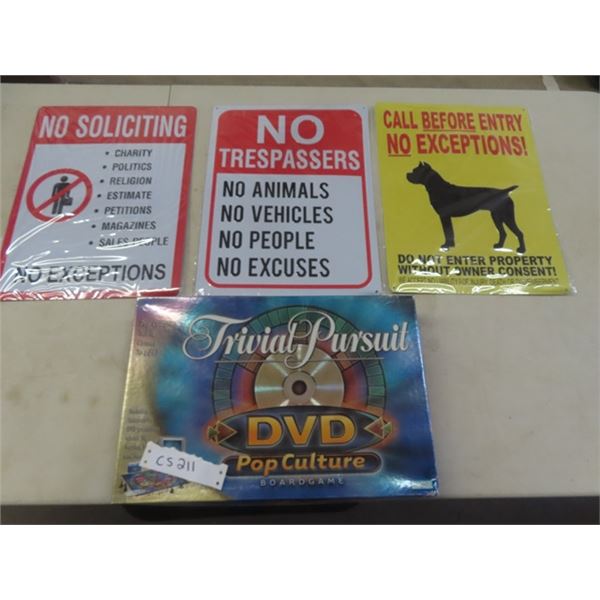 NO SOLICITING
• CHARITY
• POLITICS
• RELIGION
• ESTIMATE
• PETITIONS
• MAGAZINES
• SALES PEOPLE
NO EXCEPTIONS
NO
TRESPASSERS
NO ANIMALS
NO VEHICLES
NO PEOPLE
NO EXCUSES
CALL BEFORE ENTRY
NO EXCEPTIONS!
DO NOT ENTER PROPERTY
WITHOUT OWNER CONSENT!
Trivial Pursuit
DVD
Pop Culture
BOARDGAME
CS211